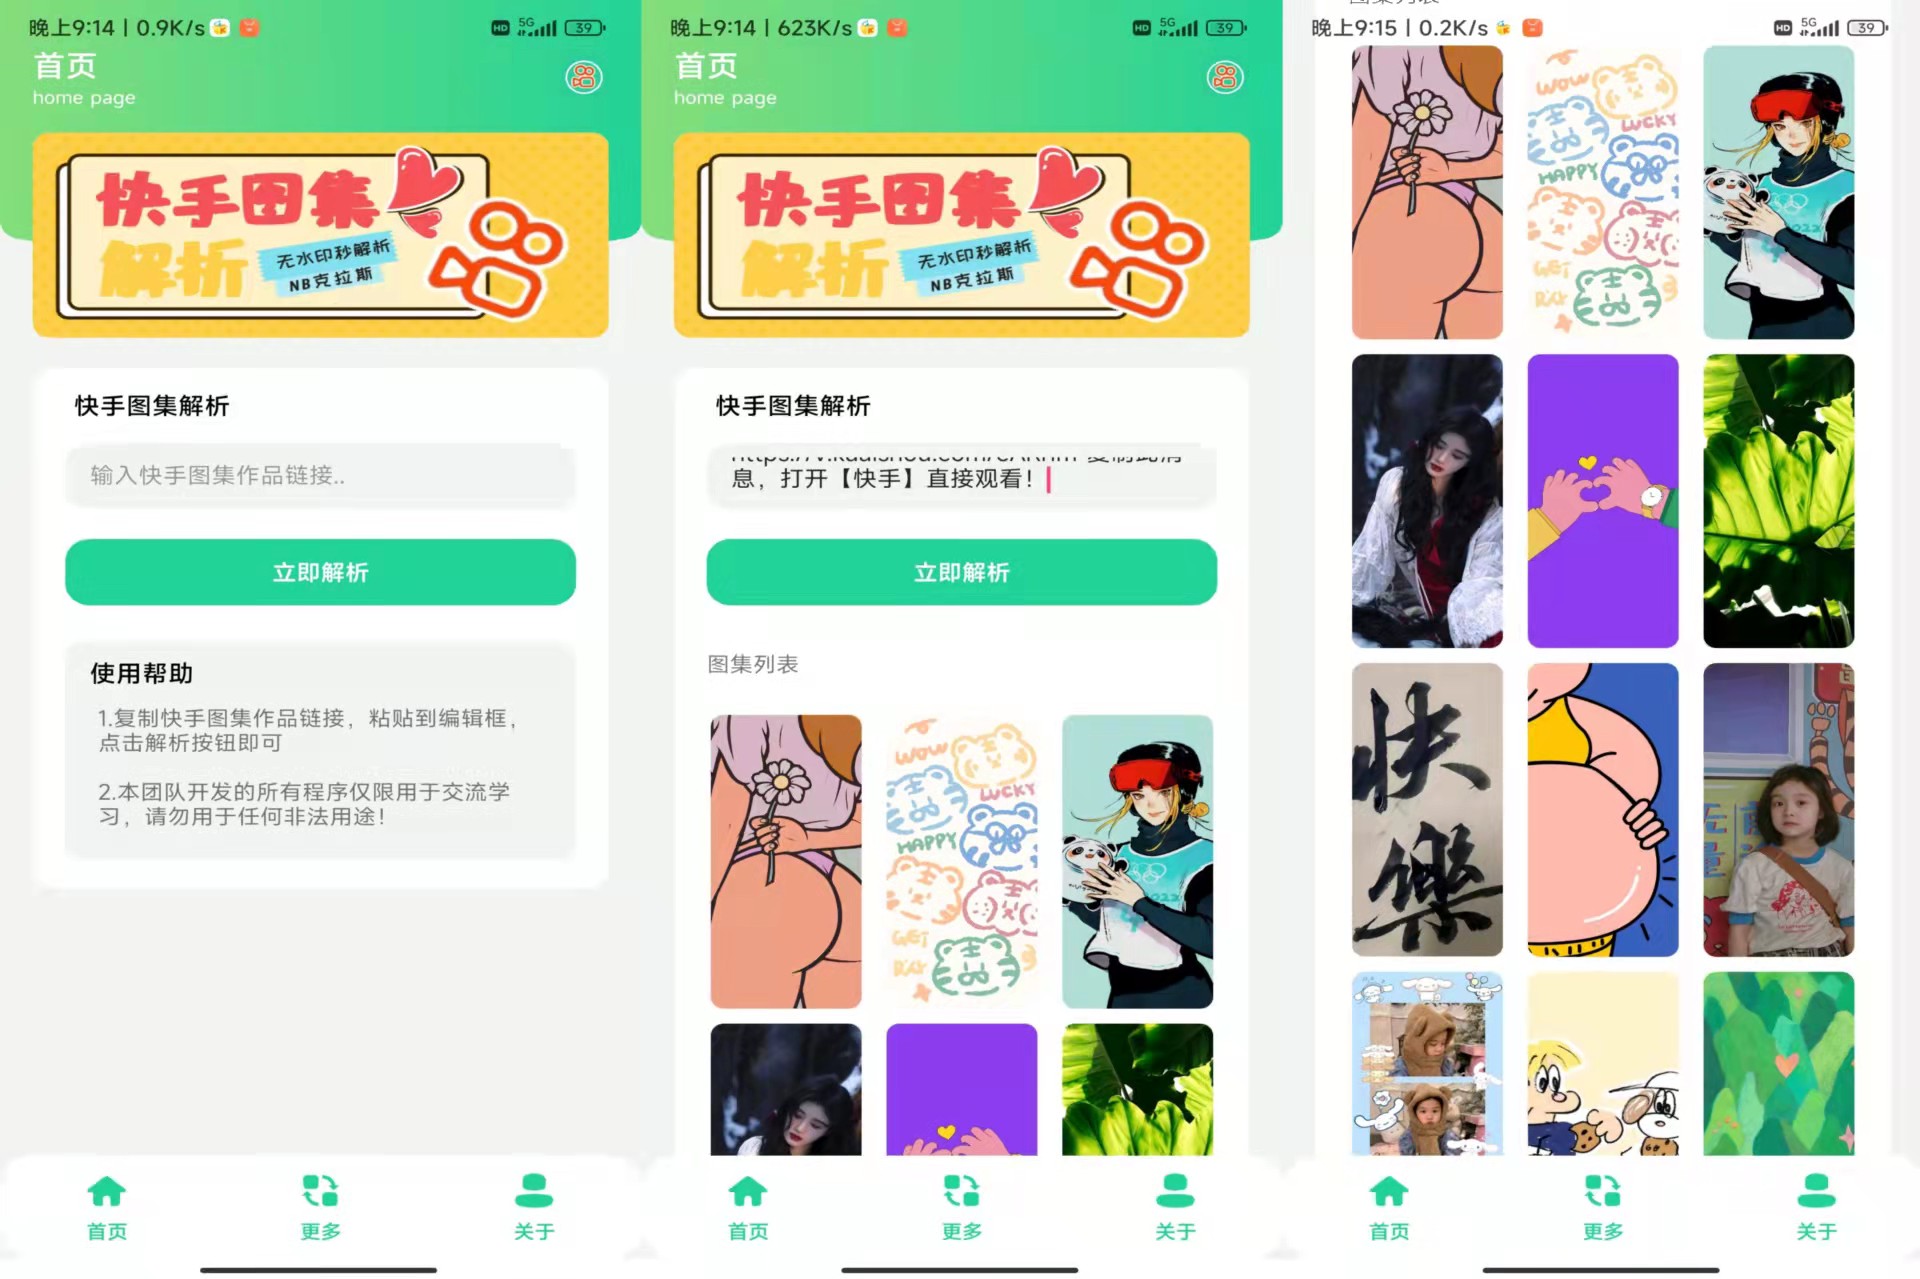 晚上9:14 | 0.9K/s
HD 5G 39
首页
home page
快手图集
解析
无水印秒解析
NB克拉斯
快手图集解析
输入快手图集作品链接..
立即解析
使用帮助
1.复制快手图集作品链接，粘贴到编辑框，
点击解析按钮即可
2.本团队开发的所有程序仅限用于交流学
习，请勿用于任何非法用途！
首页
更多
关于
晚上9:14 | 623K/s
HD 5G 39
首页
home page
快手图集
解析
无水印秒解析
NB克拉斯
快手图集解析
复制此消
息，打开【快手】直接观看！
立即解析
图集列表
WOW
LUCKY
HAPPY
首页
更多
关于
图集列表
晚上9:15 | 0.2K/s
HD 5G 39
WOW
LUCKY
HAPPY
快
樂
首页
更多
关于